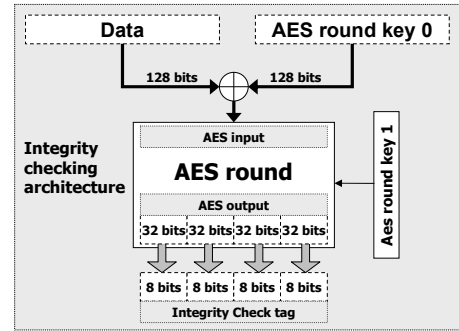 Data
AES round key 0
128 bits
128 bits
AES input
Integrity
checking
architecture
AES round
Aes round key 1
AES output
32 bits 32 bits 32 bits 32 bits
8 bits 8 bits 8 bits 8 bits
Integrity Check tag